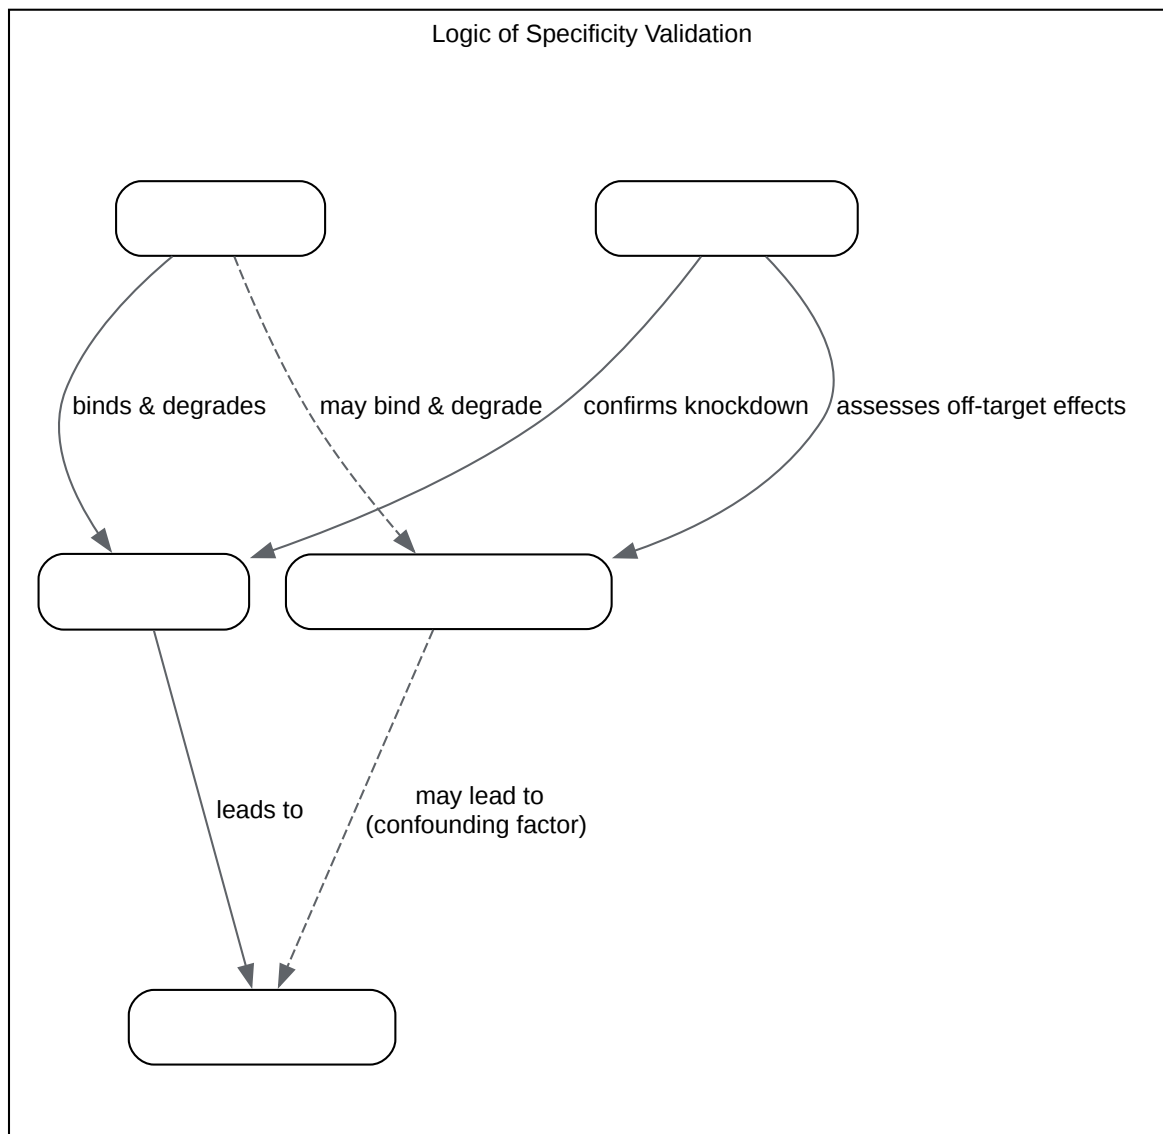 Logic of Specificity Validation
binds & degrades
may bind & degrade
confirms knockdown
assesses off-target effects
leads to
may lead to
(confounding factor)